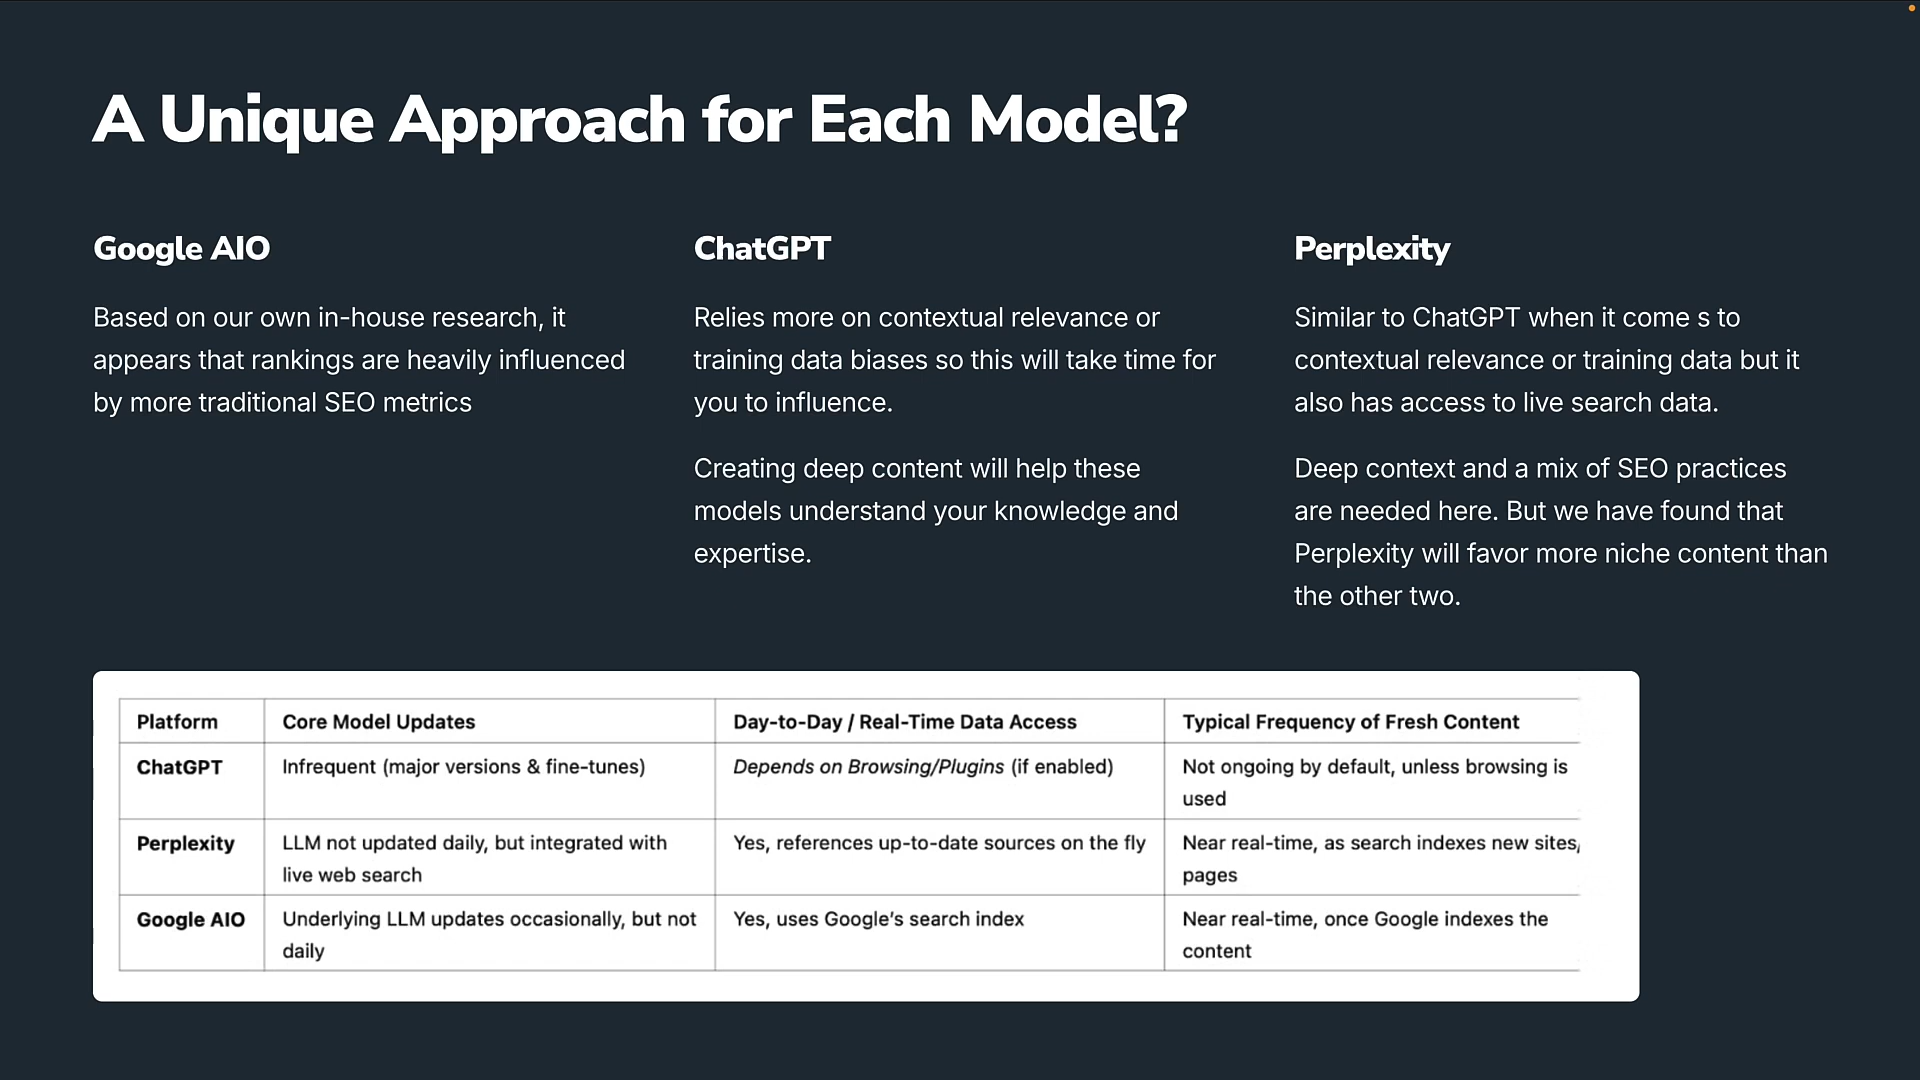 A Unique Approach for Each Model?
Google AIO
Based on our own in-house research, it
appears that rankings are heavily influenced
by more traditional SEO metrics
ChatGPT
Relies more on contextual relevance or
training data biases so this will take time for
you to influence.
Creating deep content will help these
models understand your knowledge and
expertise.
Perplexity
Similar to ChatGPT when it come s to
contextual relevance or training data but it
also has access to live search data.
Deep context and a mix of SEO practices
are needed here. But we have found that
Perplexity will favor more niche content than
the other two.
Platform Core Model Updates Day-to-Day / Real-Time Data Access Typical Frequency of Fresh Content
ChatGPT Infrequent (major versions & fine-tunes) Depends on Browsing/Plugins (if enabled) Not ongoing by default, unless browsing is
used
Perplexity LLM not updated daily, but integrated with Yes, references up-to-date sources on the fly Near real-time, as search indexes new sites/
live web search pages
Google AIO Underlying LLM updates occasionally, but not Yes, uses Google's search index Near real-time, once Google indexes the
daily content